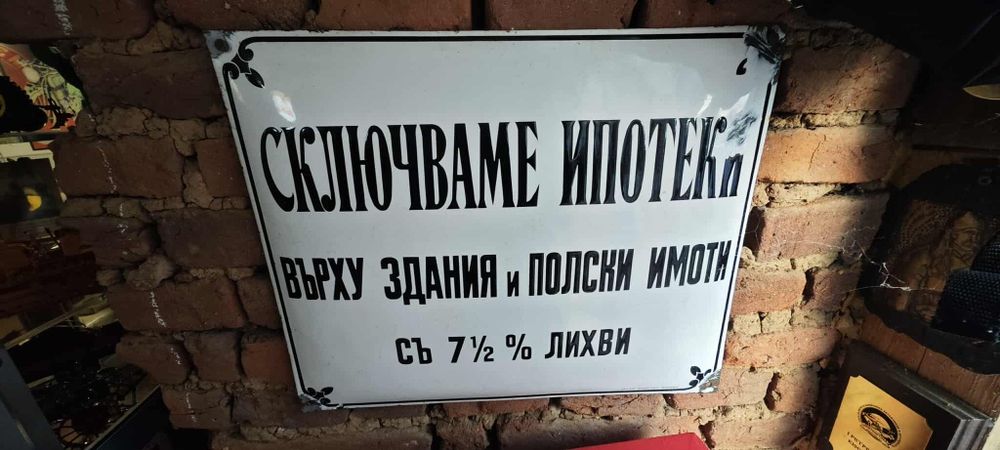 СКЛЮЧВАМЕ ИПОТЕКи
ВЪРХУ ЗДАНИЯ и ПОЛСКИ ИМОТИ
СЪ 7½ % ЛИХВИ